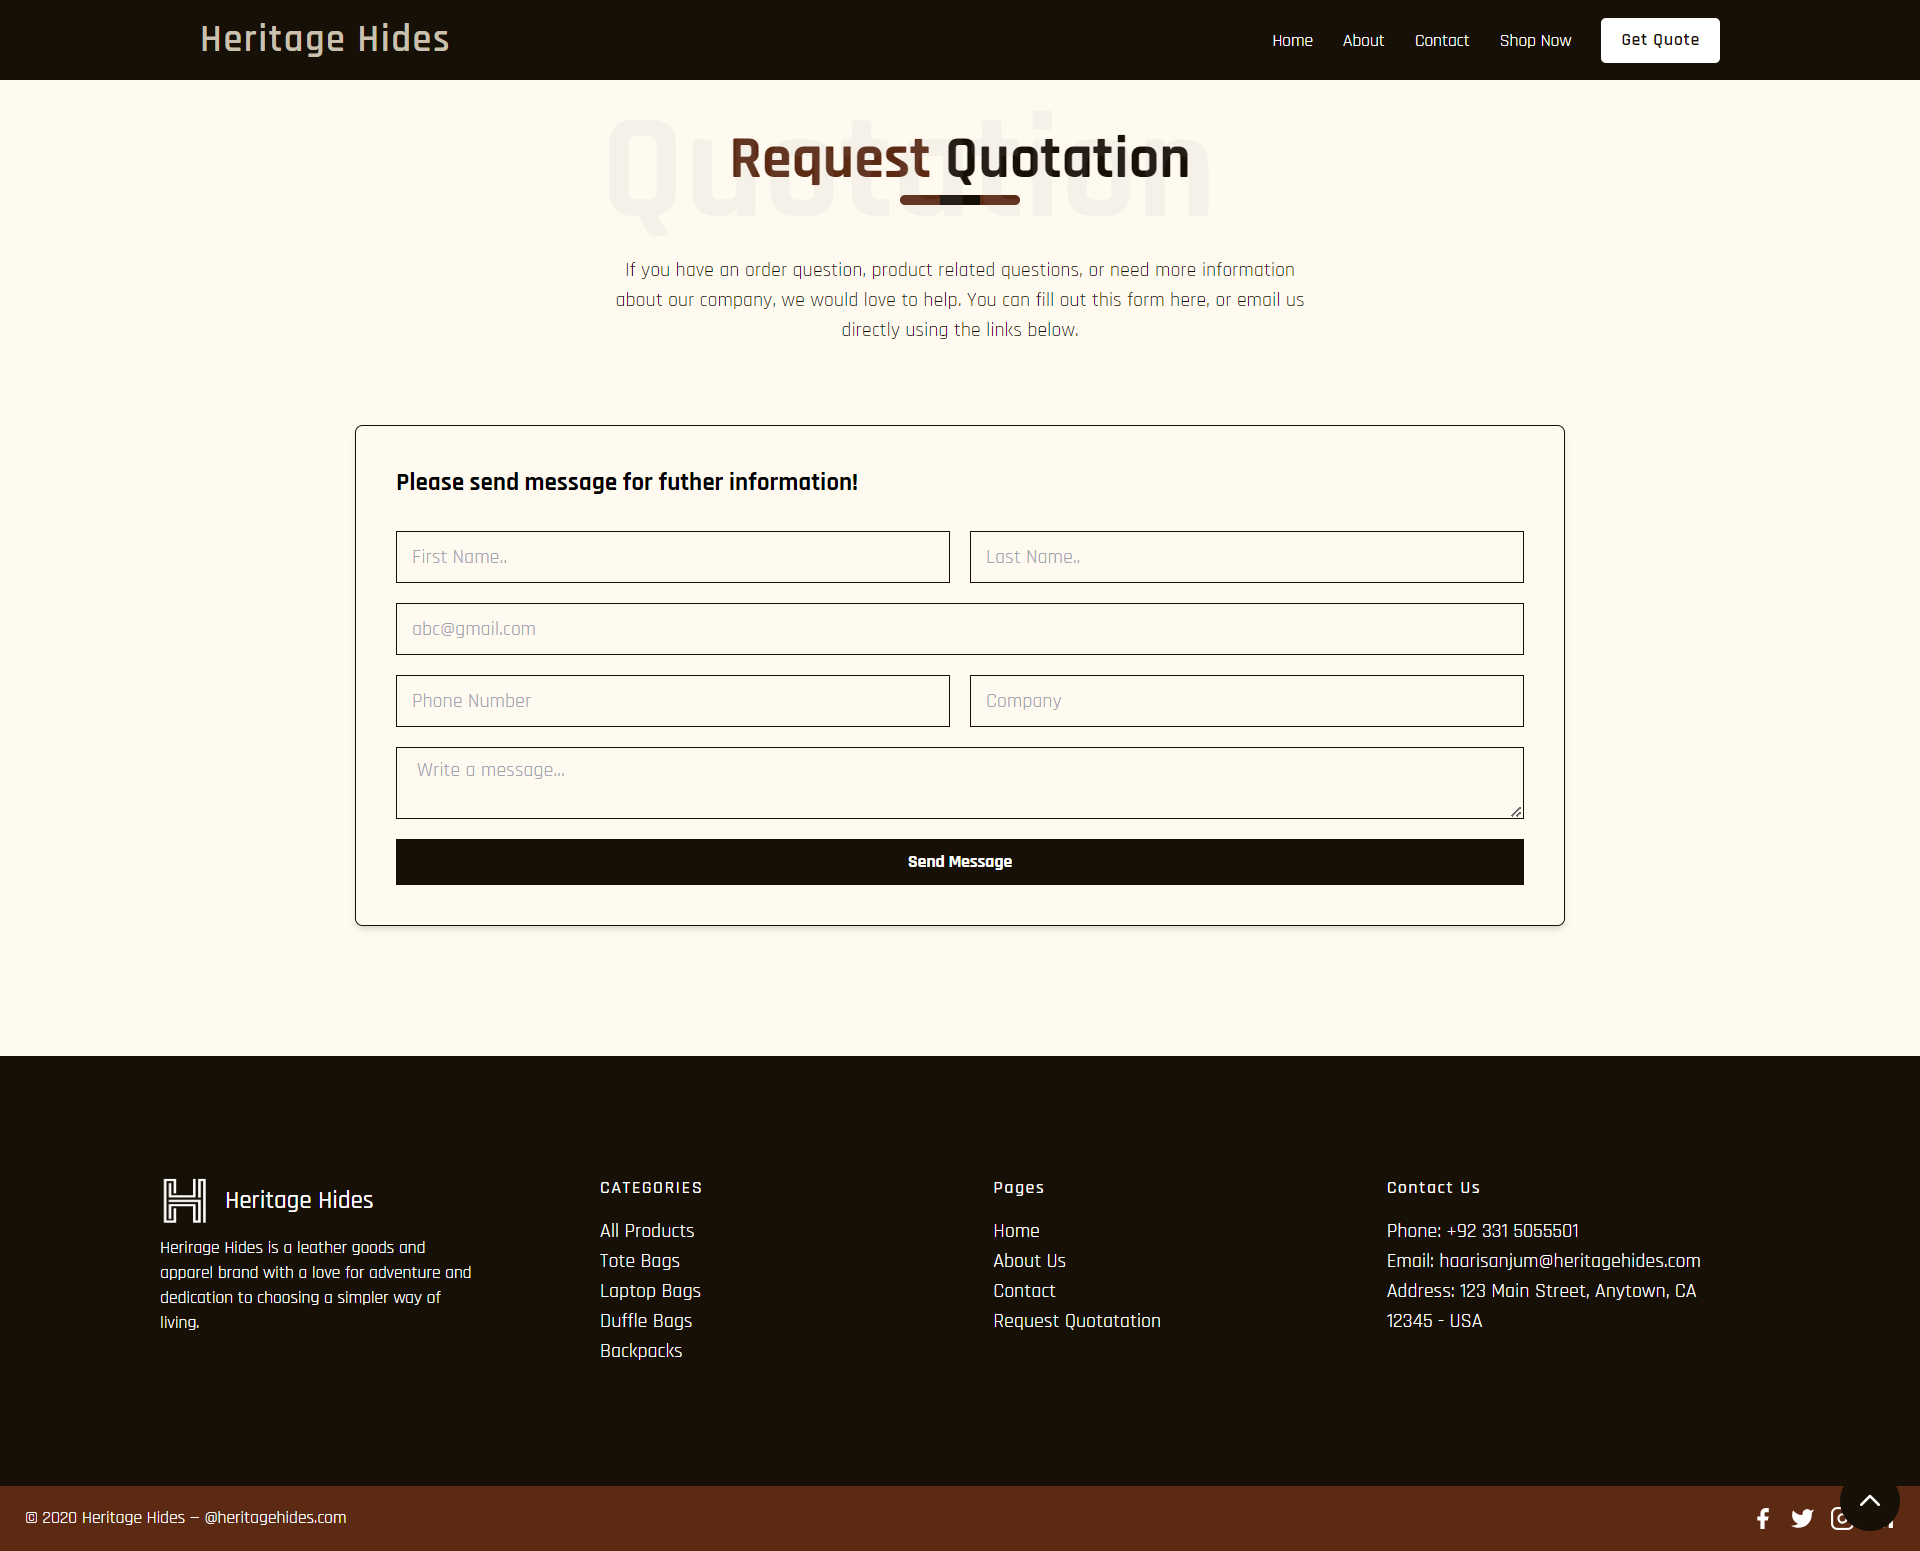 Heritage Hides
Home About Contact Shop Now Get Quote
Quotation
Request Quotation
If you have an order question, product related questions, or need more information
about our company, we would love to help. You can fill out this form here, or email us
directly using the links below.
Please send message for futher information!
First Name.. Last Name..
abc@gmail.com
Phone Number Company
Write a message...
Send Message
Heritage Hides
Herirage Hides is a leather goods and
apparel brand with a love for adventure and
dedication to choosing a simpler way of
living.
CATEGORIES
All Products
Tote Bags
Laptop Bags
Duffle Bags
Backpacks
Pages
Home
About Us
Contact
Request Quotatation
Contact Us
Phone: +92 331 5055501
Email: haarisanjum@heritagehides.com
Address: 123 Main Street, Anytown, CA
12345 - USA
© 2020 Heritage Hides — @heritagehides.com